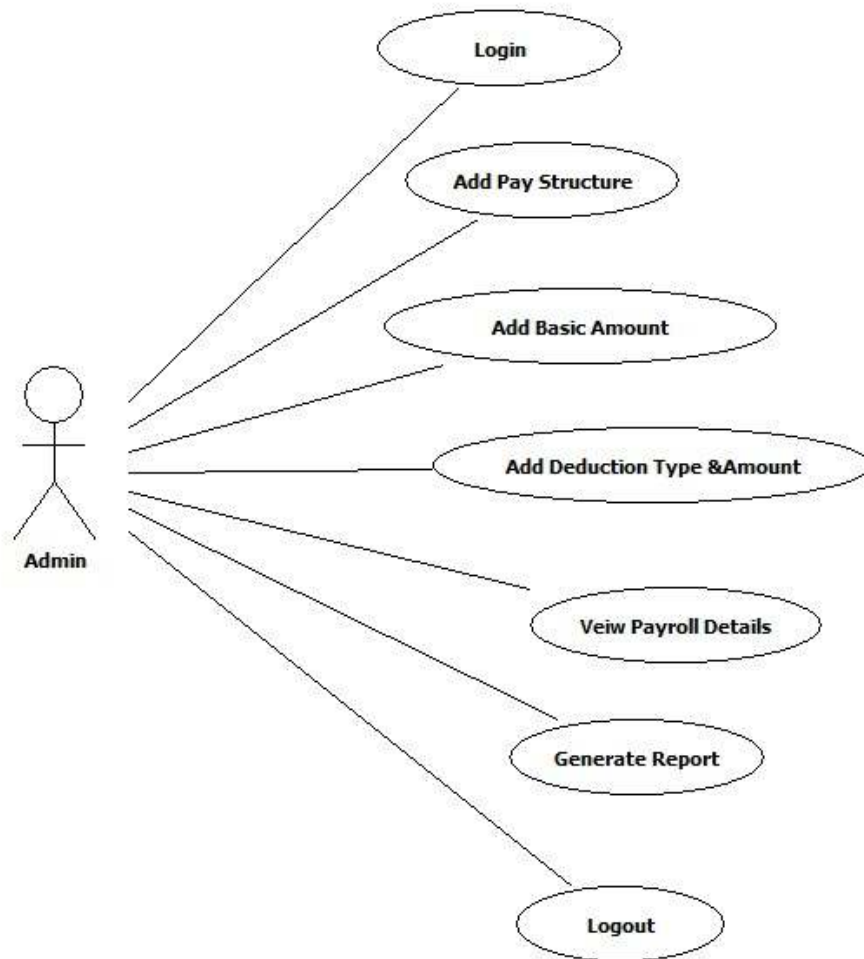 Login
Add Pay Structure
Add Basic Amount
Add Deduction Type &Amount
Admin
Veiw Payroll Details
Generate Report
Logout